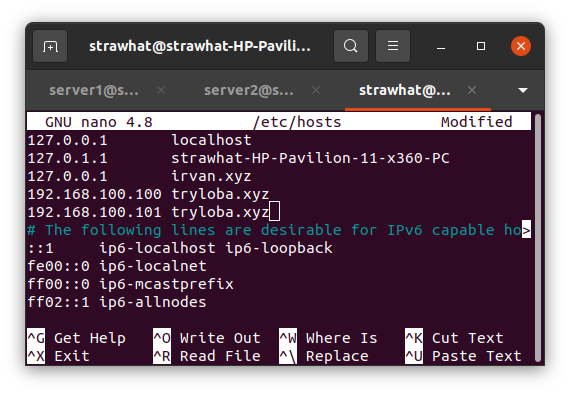 strawhat@strawhat-HP-Pavili...
server1@s... server2@s... strawhat@...
GNU nano 4.8 /etc/hosts Modified
127.0.0.1 localhost
127.0.1.1 strawhat-HP-Pavilion-11-x360-PC
127.0.0.1 irvan.xyz
192.168.100.100 tryloba.xyz
192.168.100.101 tryloba.xyz
# The following lines are desirable for IPv6 capable ho>
::1 ip6-localhost ip6-loopback
fe00::0 ip6-localnet
ff00::0 ip6-mcastprefix
ff02::1 ip6-allnodes
^G Get Help ^O Write Out ^W Where Is ^K Cut Text
^X Exit ^R Read File ^\ Replace ^U Paste Text